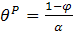 θ^P = (1−φ)/α